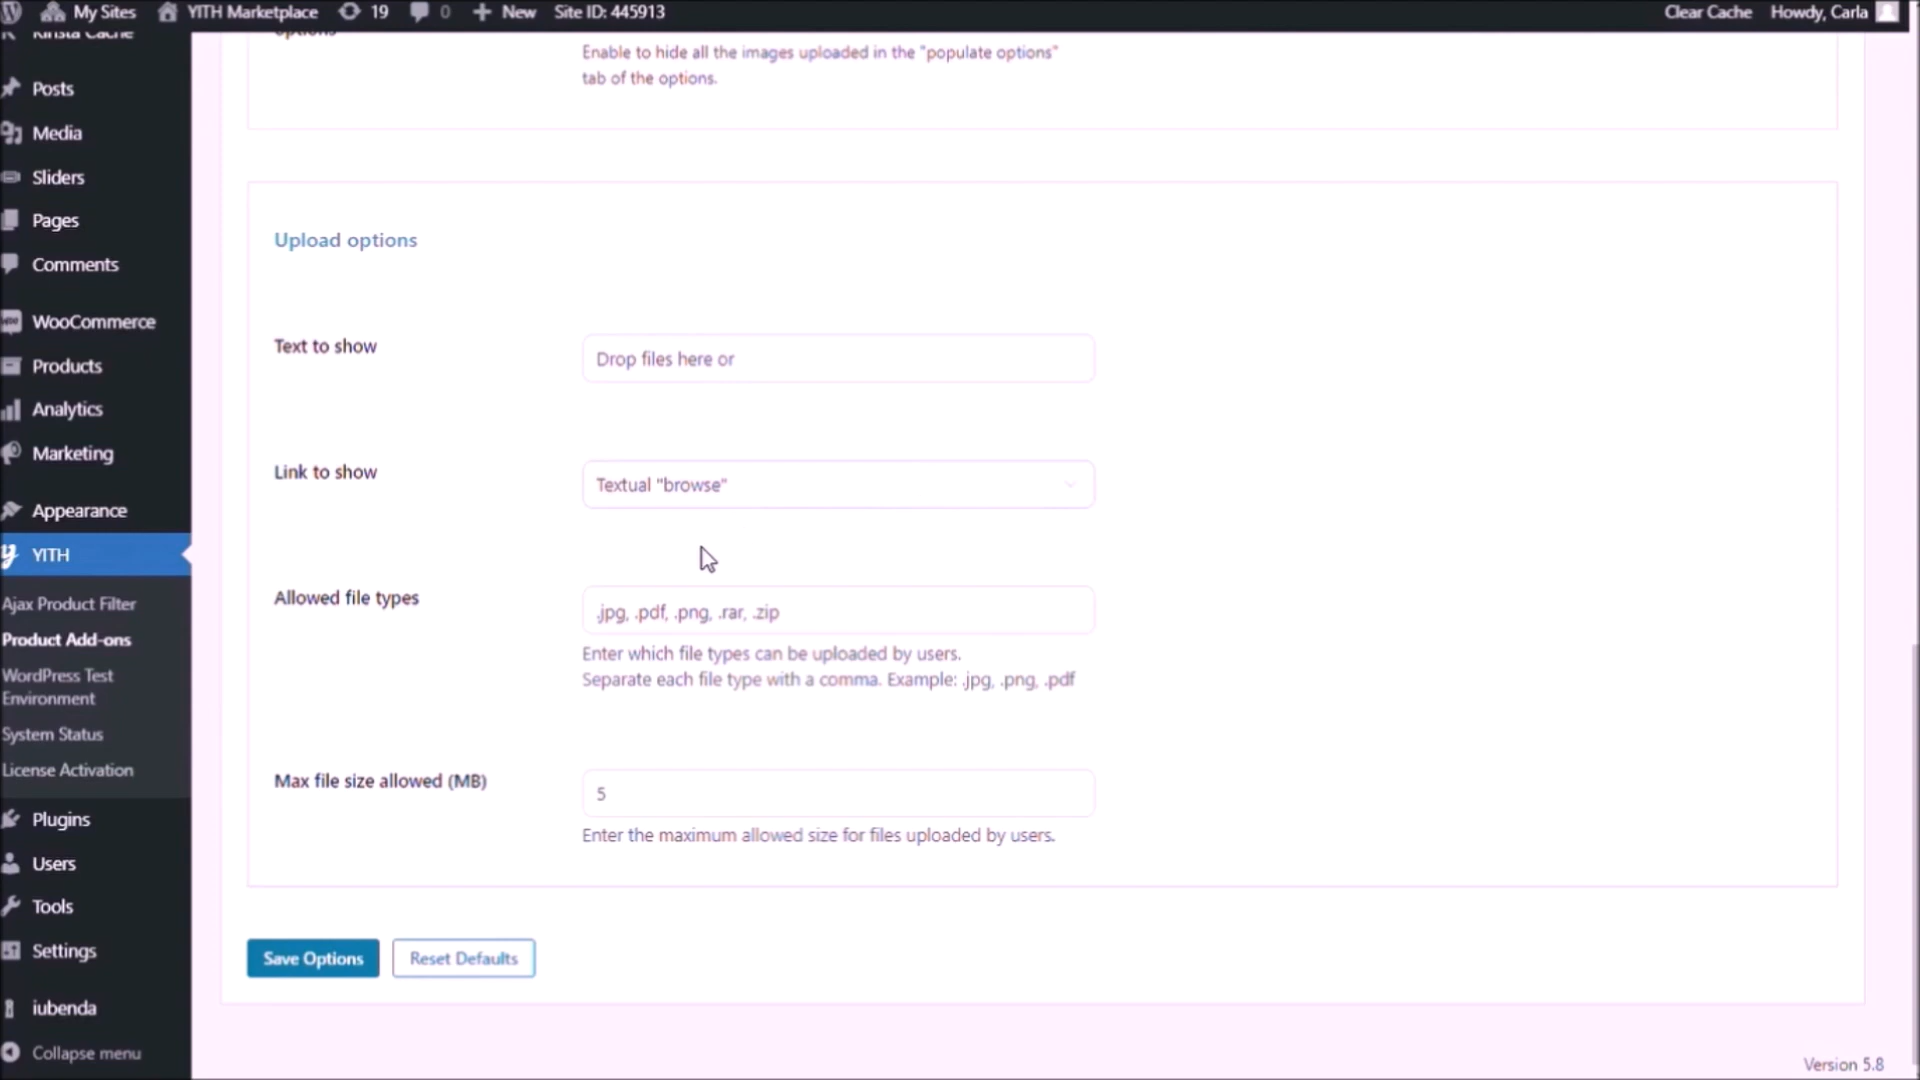 My Sites
YITH Marketplace
19
0
New
Site ID: 445913
Clear Cache
Howdy, Carla
Kinsta Cache
Posts
Media
Sliders
Pages
Comments
WooCommerce
Products
Analytics
Marketing
Appearance
YITH
Ajax Product Filter
Product Add-ons
WordPress Test
Environment
System Status
License Activation
Plugins
Users
Tools
Settings
iubenda
Collapse menu
options
Enable to hide all the images uploaded in the "populate options"
tab of the options.
Upload options
Text to show
Drop files here or
Link to show
Textual "browse"
Allowed file types
.jpg, .pdf, .png, .rar, .zip
Enter which file types can be uploaded by users.
Separate each file type with a comma. Example: .jpg, .png, .pdf
Max file size allowed (MB)
5
Enter the maximum allowed size for files uploaded by users.
Save Options
Reset Defaults
Version 5.8